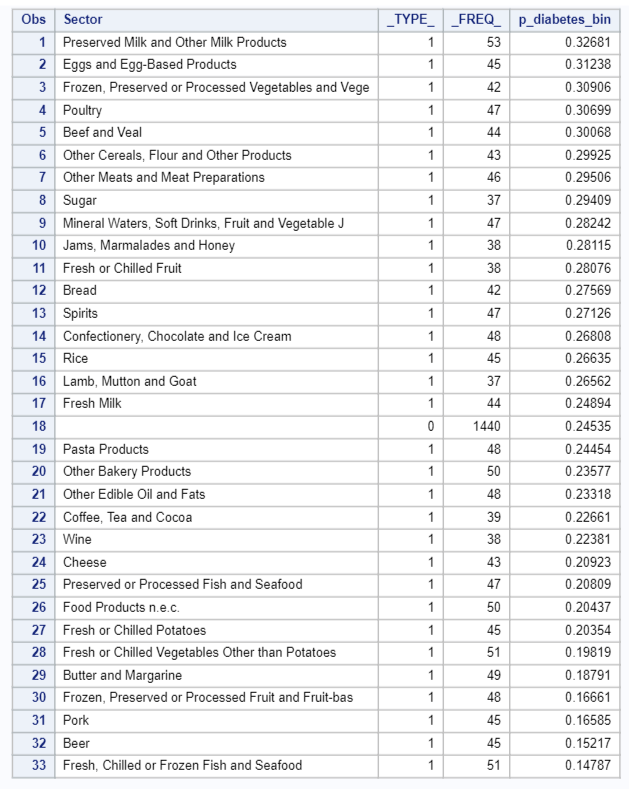 Obs Sector _TYPE_ _FREQ_ p_diabetes_bin
1 Preserved Milk and Other Milk Products 1 53 0.32681
2 Eggs and Egg-Based Products 1 45 0.31238
3 Frozen, Preserved or Processed Vegetables and Vege 1 42 0.30906
4 Poultry 1 47 0.30699
5 Beef and Veal 1 44 0.30068
6 Other Cereals, Flour and Other Products 1 43 0.29925
7 Other Meats and Meat Preparations 1 46 0.29506
8 Sugar 1 37 0.29409
9 Mineral Waters, Soft Drinks, Fruit and Vegetable J 1 47 0.28242
10 Jams, Marmalades and Honey 1 38 0.28115
11 Fresh or Chilled Fruit 1 38 0.28076
12 Bread 1 42 0.27569
13 Spirits 1 47 0.27126
14 Confectionery, Chocolate and Ice Cream 1 48 0.26808
15 Rice 1 45 0.26635
16 Lamb, Mutton and Goat 1 37 0.26562
17 Fresh Milk 1 44 0.24894
18 0 1440 0.24535
19 Pasta Products 1 48 0.24454
20 Other Bakery Products 1 50 0.23577
21 Other Edible Oil and Fats 1 48 0.23318
22 Coffee, Tea and Cocoa 1 39 0.22661
23 Wine 1 38 0.22381
24 Cheese 1 43 0.20923
25 Preserved or Processed Fish and Seafood 1 47 0.20809
26 Food Products n.e.c. 1 50 0.20437
27 Fresh or Chilled Potatoes 1 45 0.20354
28 Fresh or Chilled Vegetables Other than Potatoes 1 51 0.19819
29 Butter and Margarine 1 49 0.18791
30 Frozen, Preserved or Processed Fruit and Fruit-bas 1 48 0.16661
31 Pork 1 45 0.16585
32 Beer 1 45 0.15217
33 Fresh, Chilled or Frozen Fish and Seafood 1 51 0.14787